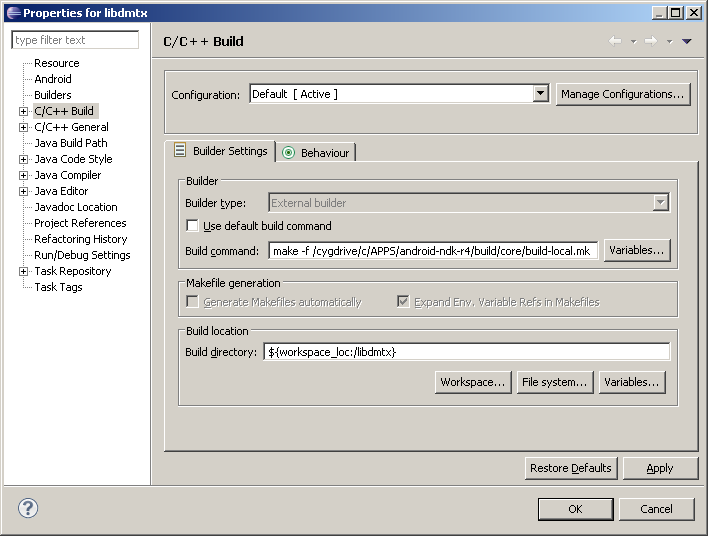 Properties for libdmtx
type filter text
Resource
Android
Builders
C/C++ Build
C/C++ General
Java Build Path
Java Code Style
Java Compiler
Java Editor
Javadoc Location
Project References
Refactoring History
Run/Debug Settings
Task Repository
Task Tags
C/C++ Build
Configuration: Default [ Active ] Manage Configurations...
Builder Settings Behaviour
Builder
Builder type: External builder
Use default build command
Build command: make -f /cygdrive/c/APPS/android-ndk-r4/build/core/build-local.mk Variables...
Makefile generation
Generate Makefiles automatically Expand Env. Variable Refs in Makefiles
Build location
Build directory: ${workspace_loc:/libdmtx}
Workspace... File system... Variables...
Restore Defaults Apply
? OK Cancel